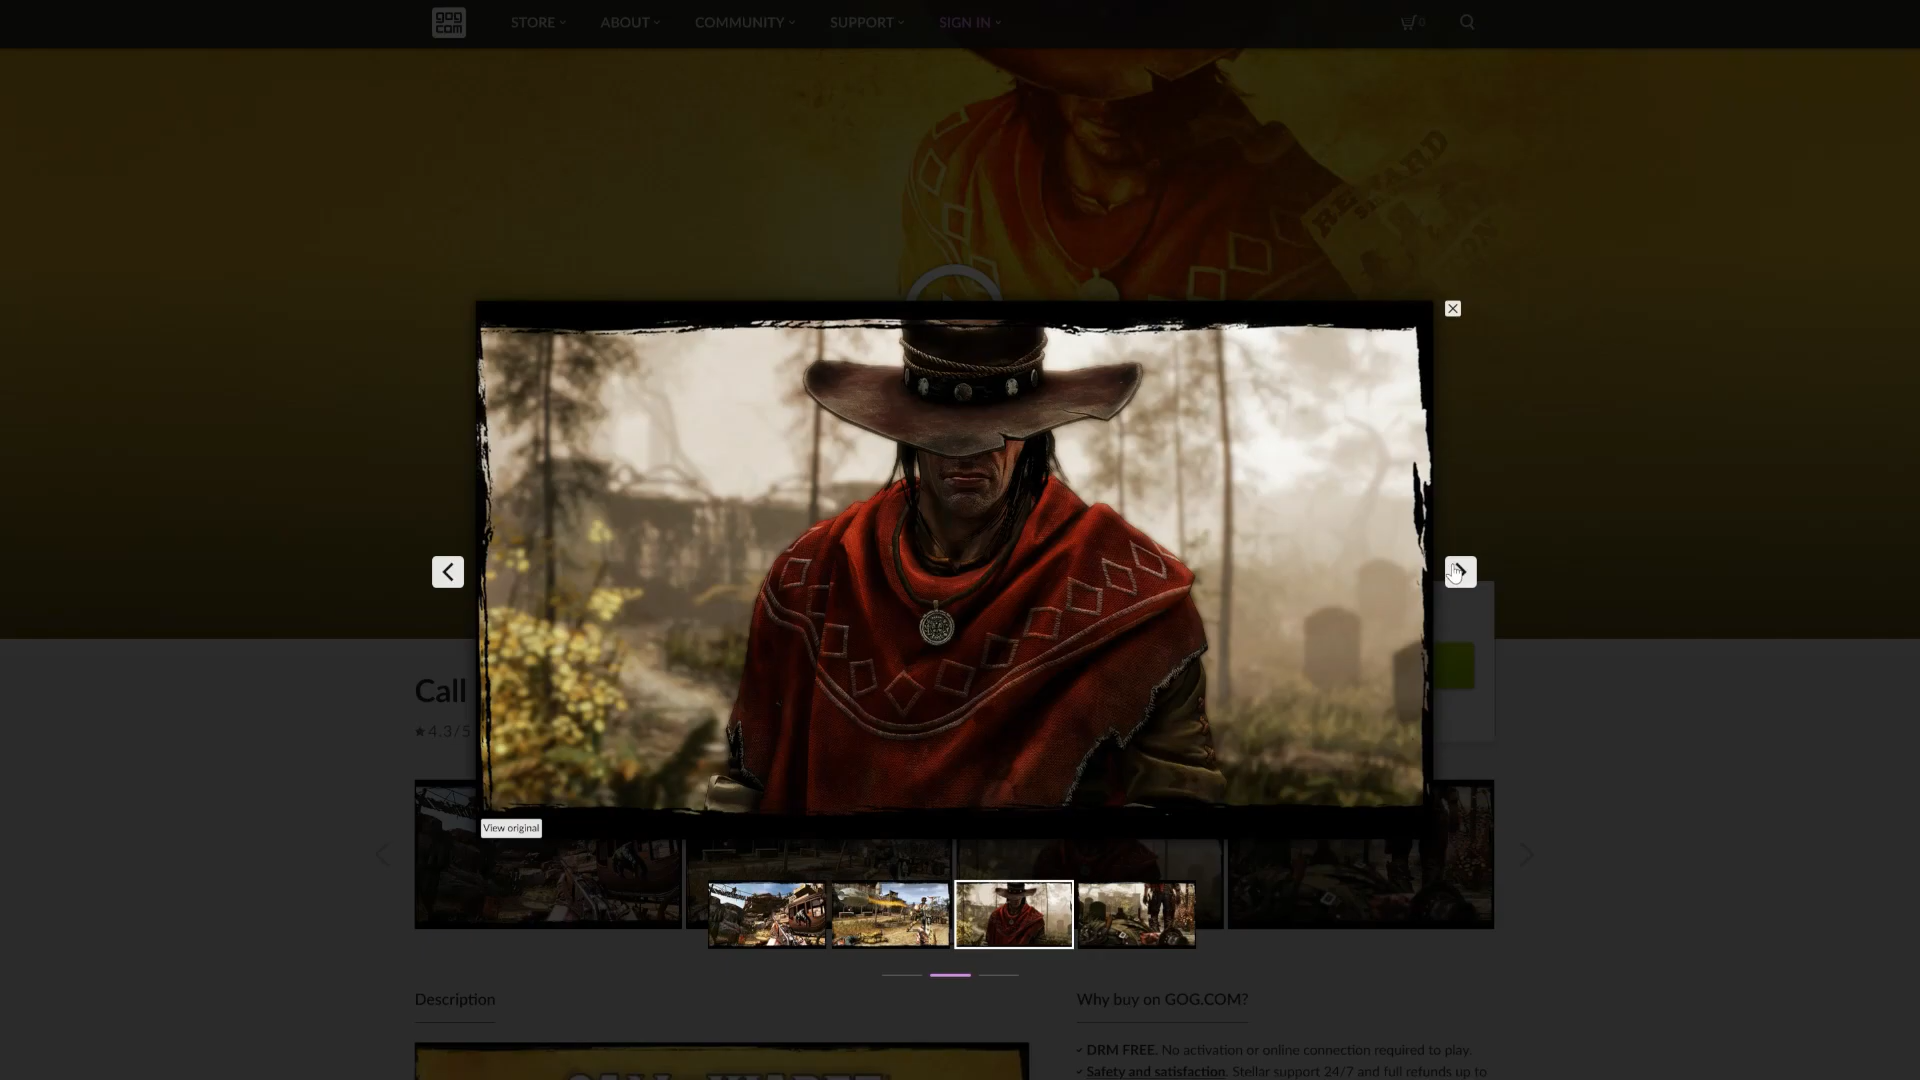 gog
com
STORE
ABOUT
COMMUNITY
SUPPORT
SIGN IN
0
REWARD
Call
4.3/5
View original
Description
Why buy on GOG.COM?
DRM FREE. No activation or online connection required to play.
Safety and satisfaction. Stellar support 24/7 and full refunds up to